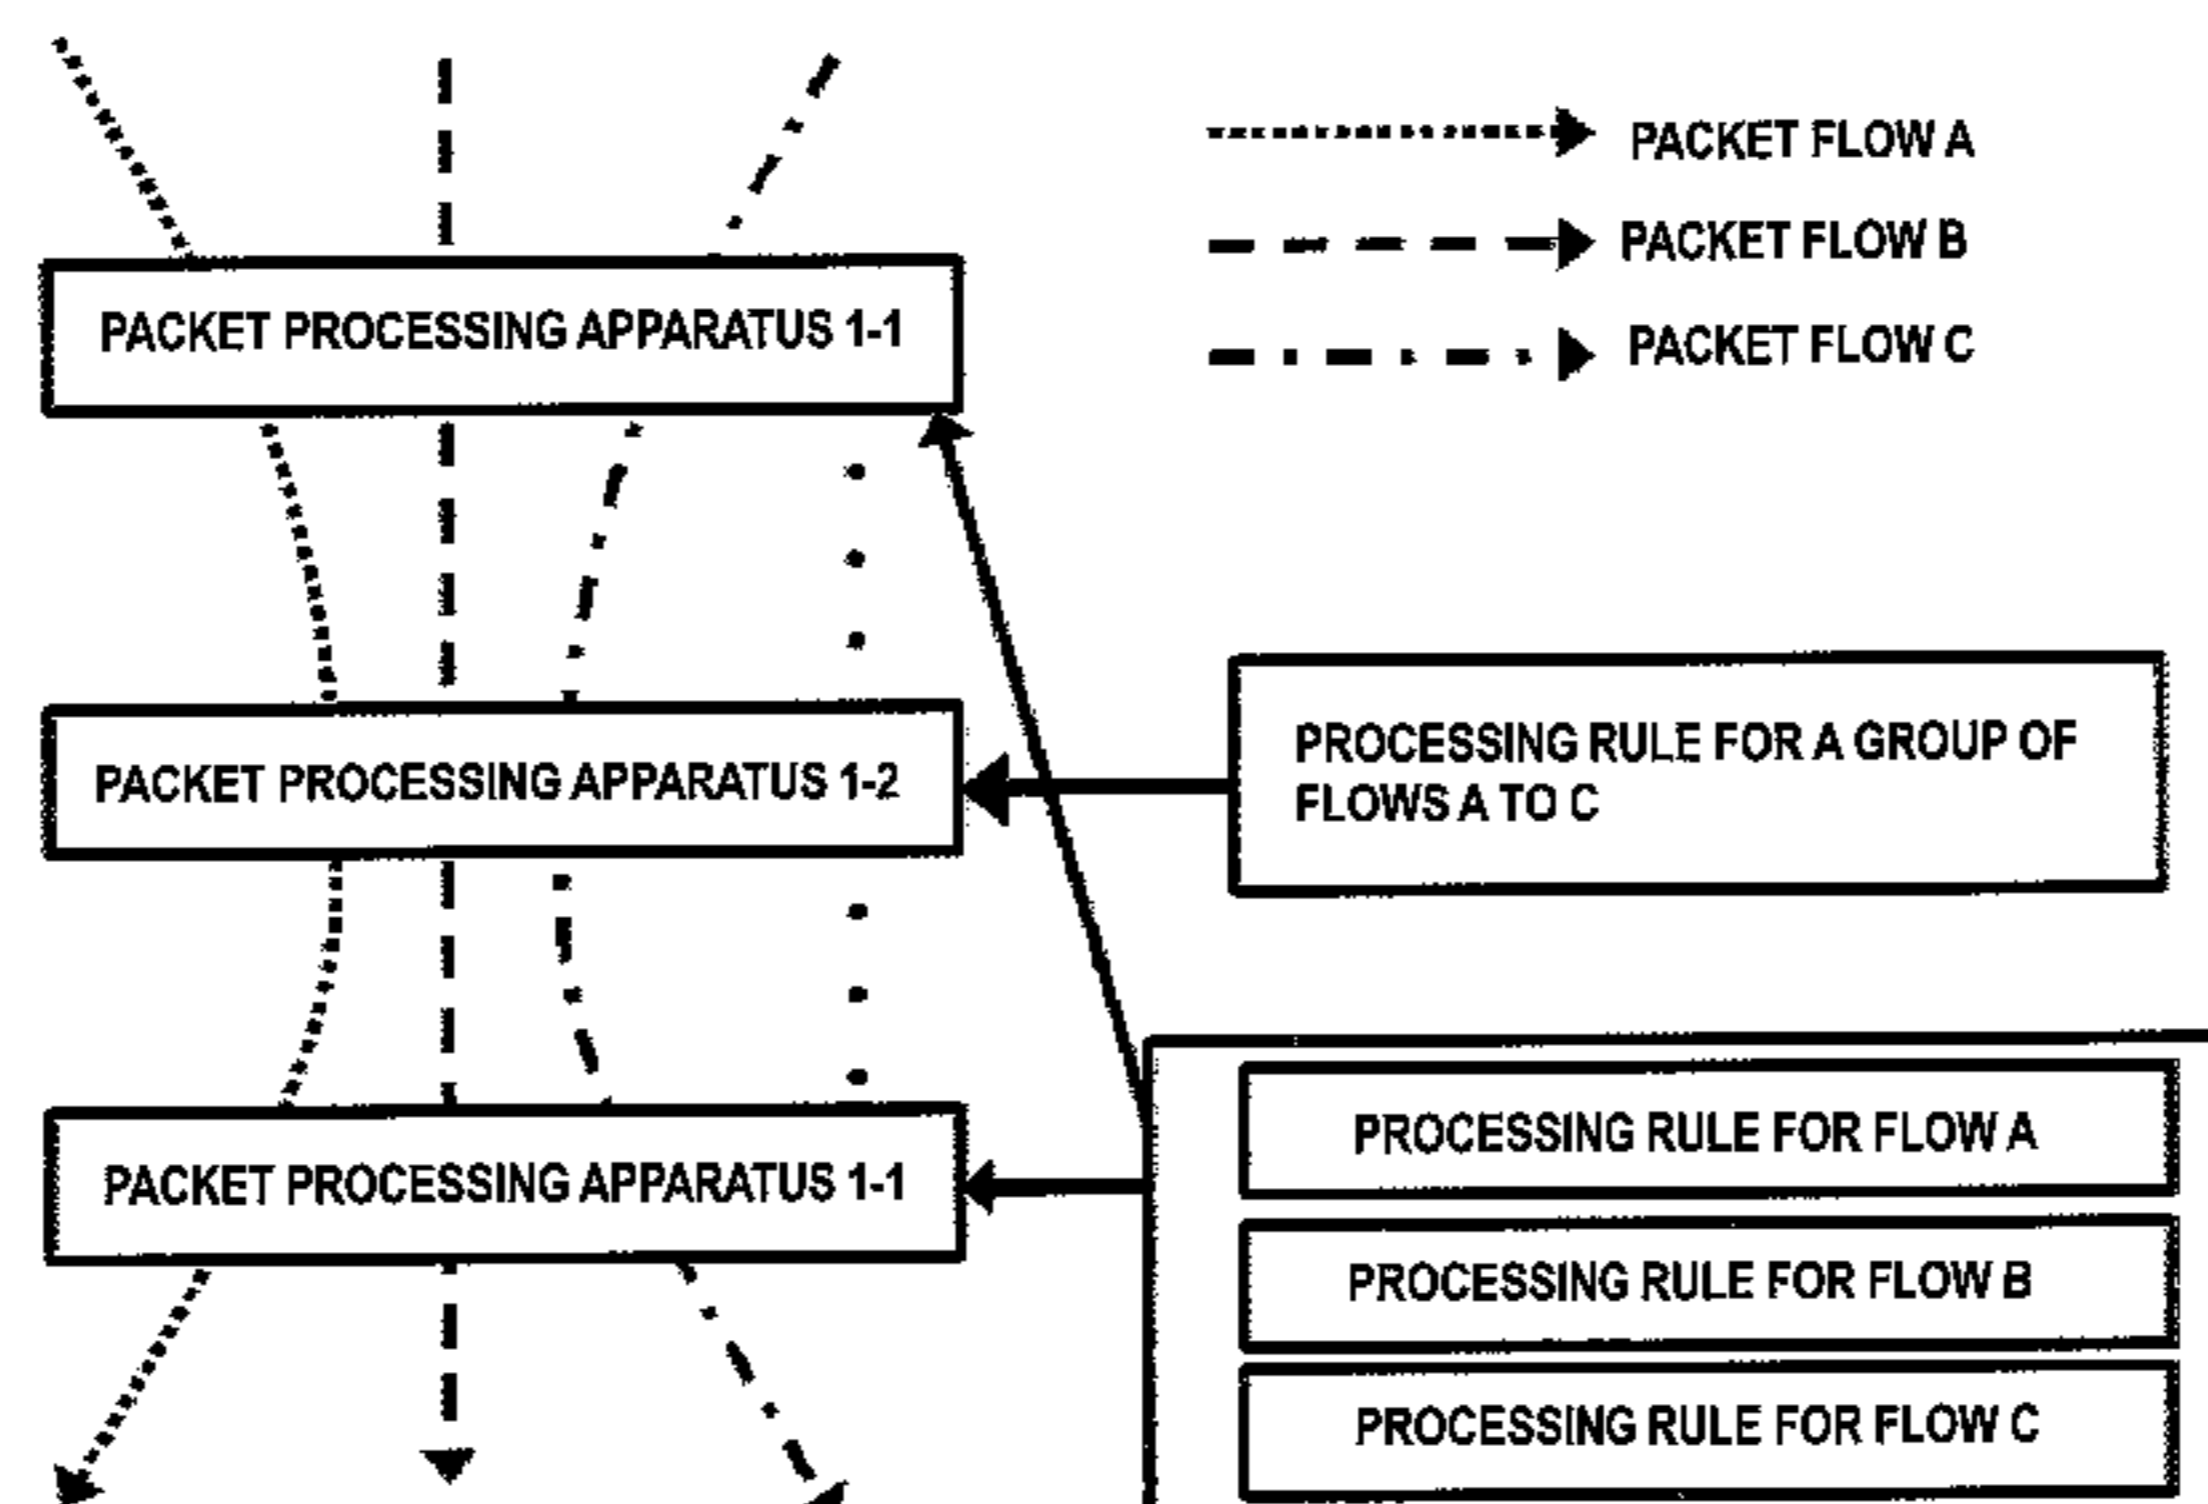 PACKET FLOW A
PACKET FLOW B
PACKET FLOW C
PACKET PROCESSING APPARATUS 1-1
PACKET PROCESSING APPARATUS 1-2
PROCESSING RULE FOR A GROUP OF
FLOWS A TO C
PACKET PROCESSING APPARATUS 1-1
PROCESSING RULE FOR FLOW A
PROCESSING RULE FOR FLOW B
PROCESSING RULE FOR FLOW C